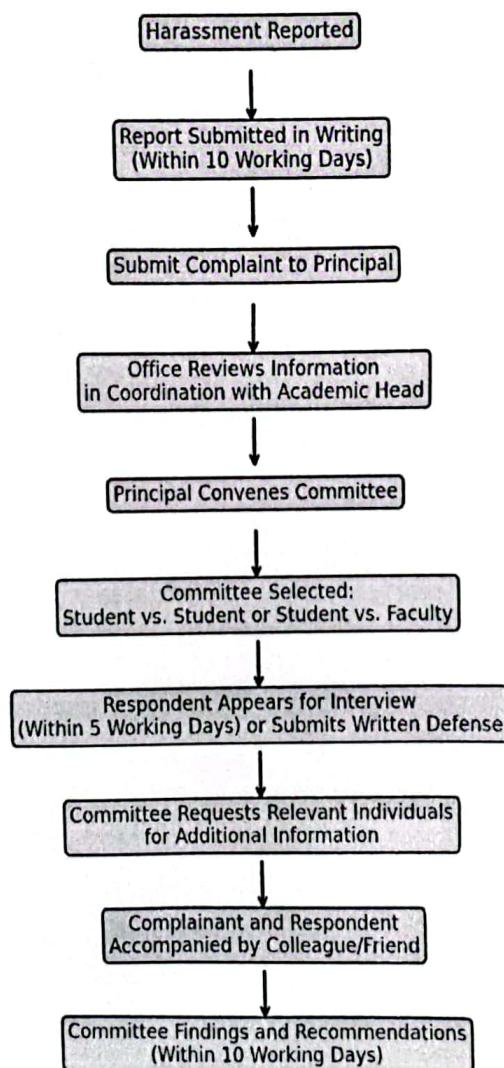 Harassment Reported
Report Submitted in Writing
(Within 10 Working Days)
Submit Complaint to Principal
Office Reviews Information
in Coordination with Academic Head
Principal Convenes Committee
Committee Selected:
Student vs. Student or Student vs. Faculty
Respondent Appears for Interview
(Within 5 Working Days) or Submits Written Defense
Committee Requests Relevant Individuals
for Additional Information
Complainant and Respondent
Accompanied by Colleague/Friend
Committee Findings and Recommendations
(Within 10 Working Days)